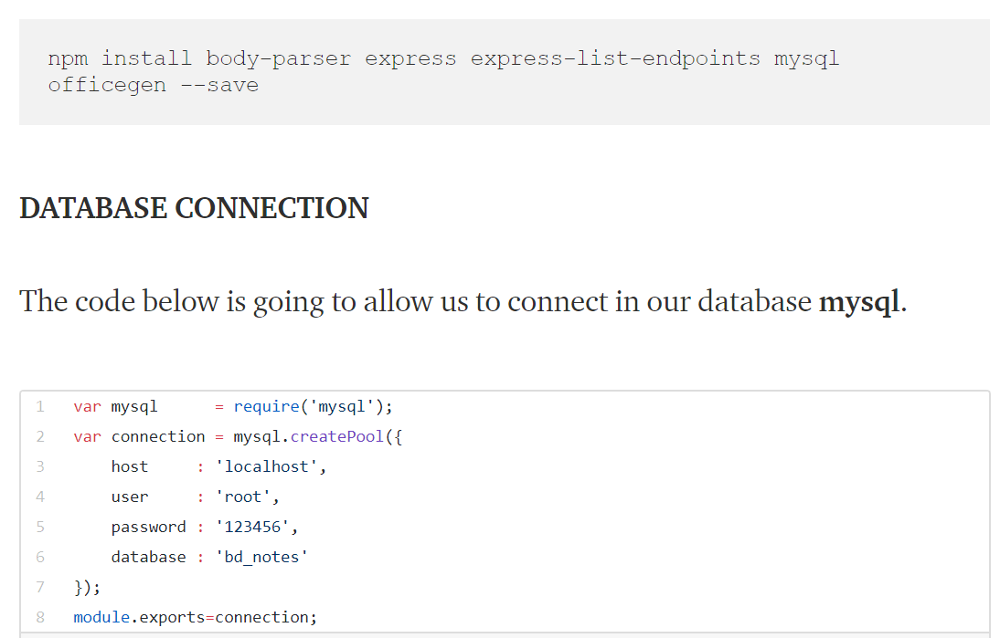 npm install body-parser express express-list-endpoints mysql
officegen --save
DATABASE CONNECTION
The code below is going to allow us to connect in our database mysql.
1 var mysql      = require('mysql');
2 var connection = mysql.createPool({
3     host     : 'localhost',
4     user     : 'root',
5     password : '123456',
6     database : 'bd_notes'
7 });
8 module.exports=connection;